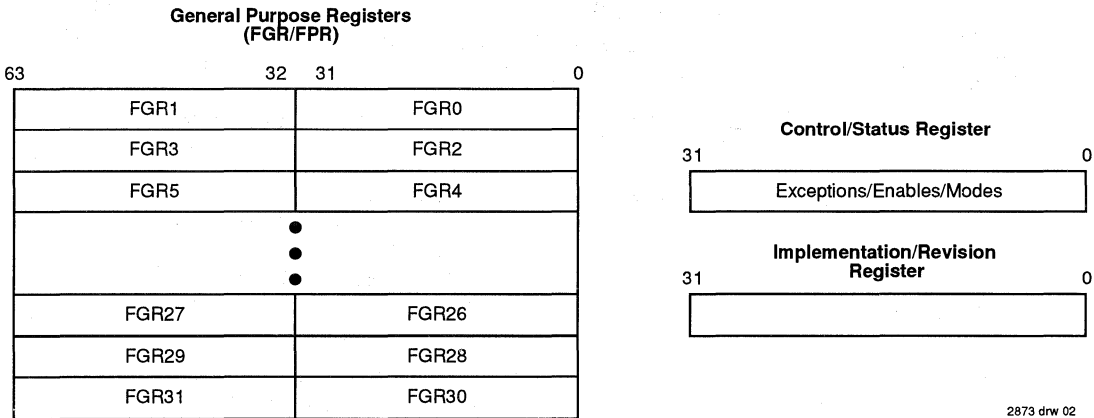 General Purpose Registers
(FGR/FPR)
63 32 31 0
FGR1 FGR0
FGR3 FGR2
FGR5 FGR4
FGR27 FGR26
FGR29 FGR28
FGR31 FGR30
Control/Status Register
31 0
Exceptions/Enables/Modes
Implementation/Revision
Register
31 0
2873 drw 02